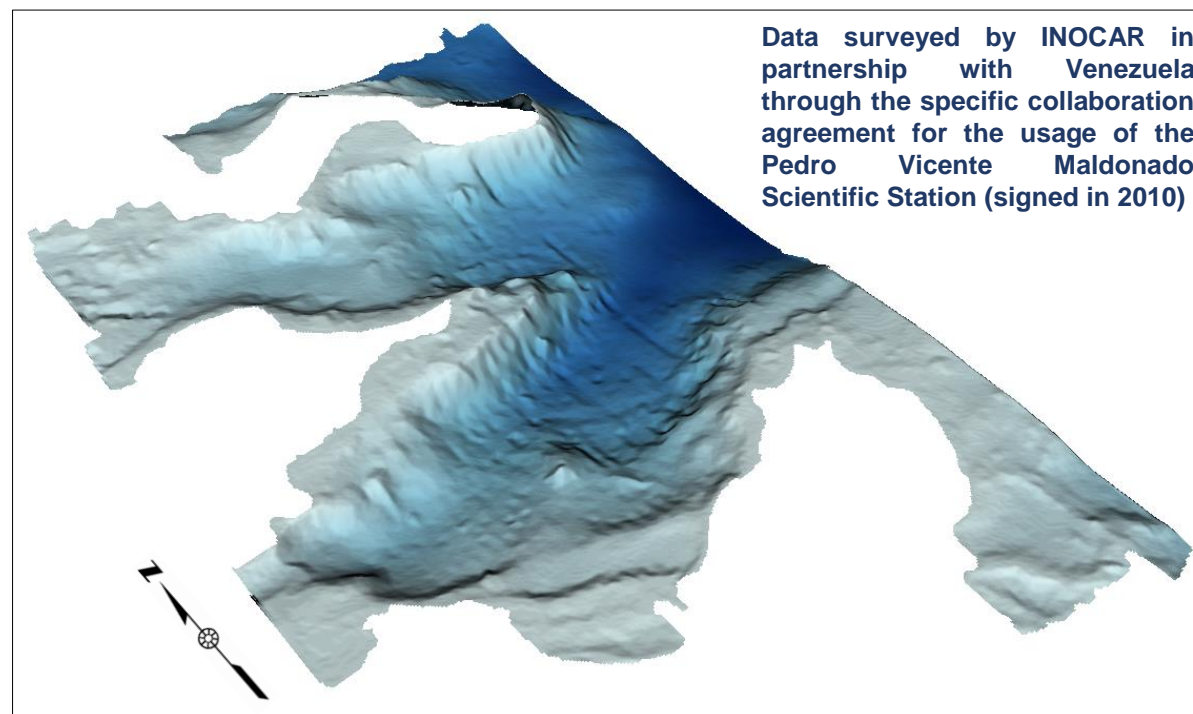 Data surveyed by INOCAR in
partnership with Venezuela
through the specific collaboration
agreement for the usage of the
Pedro Vicente Maldonado
Scientific Station (signed in 2010)
N